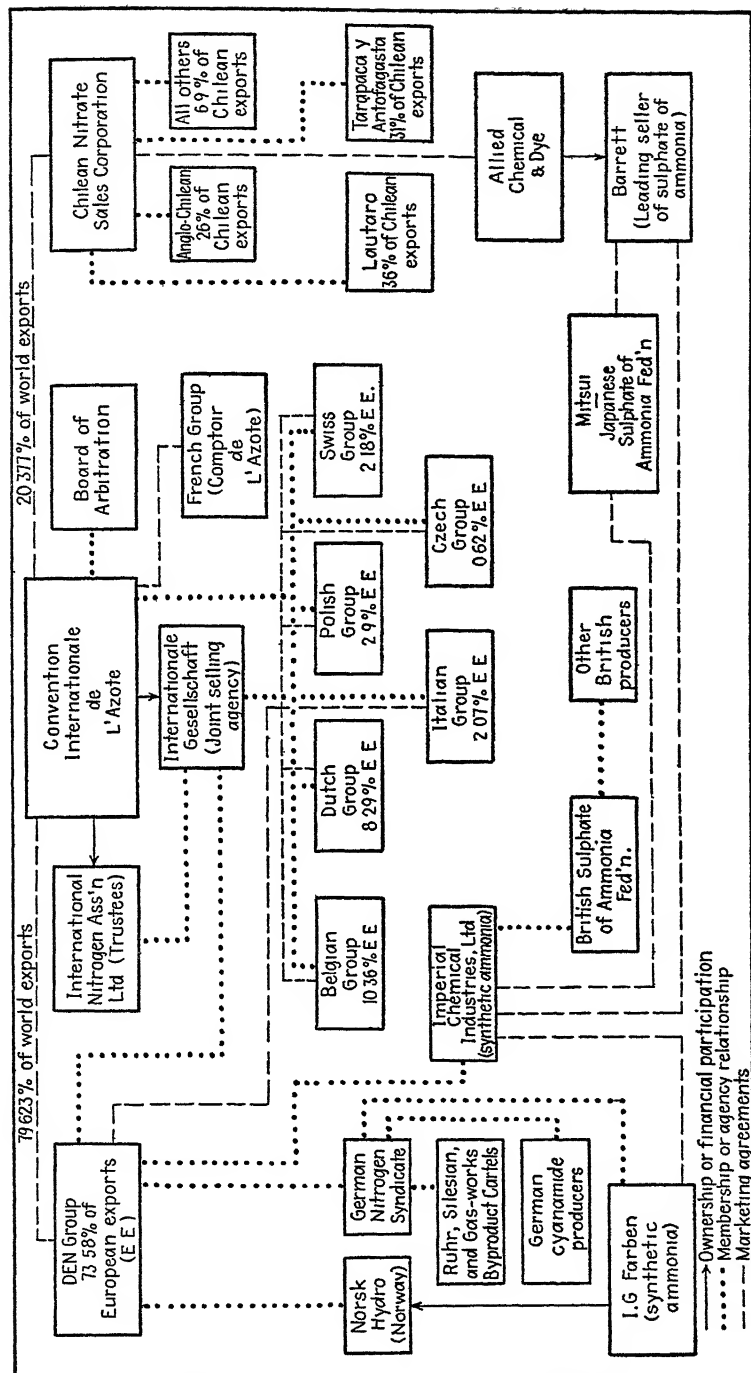 79 623% of world exports
20 377% of world exports
DEN Group
73 58% of
European exports
(E E)
International
Nitrogen Ass'n
Ltd (Trustees)
Convention
Internationale
de
L'Azote
Board of
Arbitration
Chilean Nitrate
Sales Corporation
Internationale
Gesellschaft
(Joint selling
agency)
French Group
(Comptoir
de
L'Azote)
Anglo-Chilean
26% of
Chilean
exports
All others
6 9% of
Chilean
exports
Belgian
Group
10 36% E E
Dutch
Group
8 29% E E
Polish
Group
2 9% E E
Swiss
Group
2 18% E E.
Lautaro
36% of Chilean
exports
Tarapaca y
Antofagasta
31% of Chilean
exports
Italian
Group
2 07% E E
Czech
Group
0 62% E E
Norsk
Hydro
(Norway)
German
Nitrogen
Syndicate
Ruhr, Silesian,
and Gas-works
Byproduct Cartels
German
cyanamide
producers
Imperial
Chemical
Industries, Ltd
(synthetic ammonia)
British Sulphate
of Ammonia
Fed'n.
Other
British
producers
Mitsui
Japanese
Sulphate of
Ammonia Fed'n
Allied
Chemical
& Dye
Barrett
(Leading seller
of sulphate of
ammonia)
I.G Farben
(synthetic
ammonia)
Ownership or financial participation
Membership or agency relationship
Marketing agreements